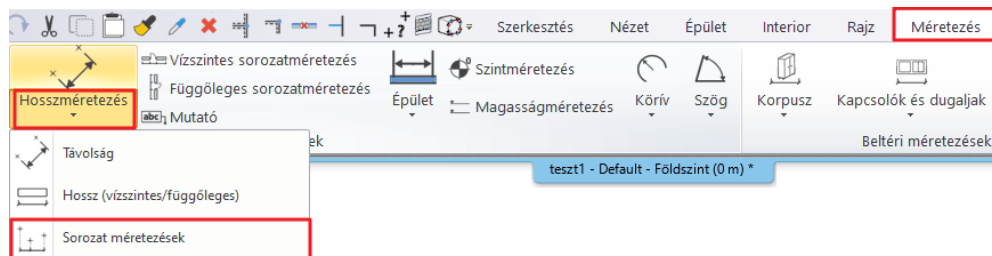 Szerkesztés Nézet Épület Interior Rajz Méretezés
Hosszméretezés
Vízszintes sorozatméretezés
Függőleges sorozatméretezés
abc Mutató
Épület
Szintméretezés
Magasságméretezés
Körív
Szög
Korpusz
Kapcsolók és dugaljak
ek
Beltéri méretezések
teszt1 - Default - Földszint (0 m) *
Távolság
Hossz (vízszintes/függőleges)
Sorozat méretezések